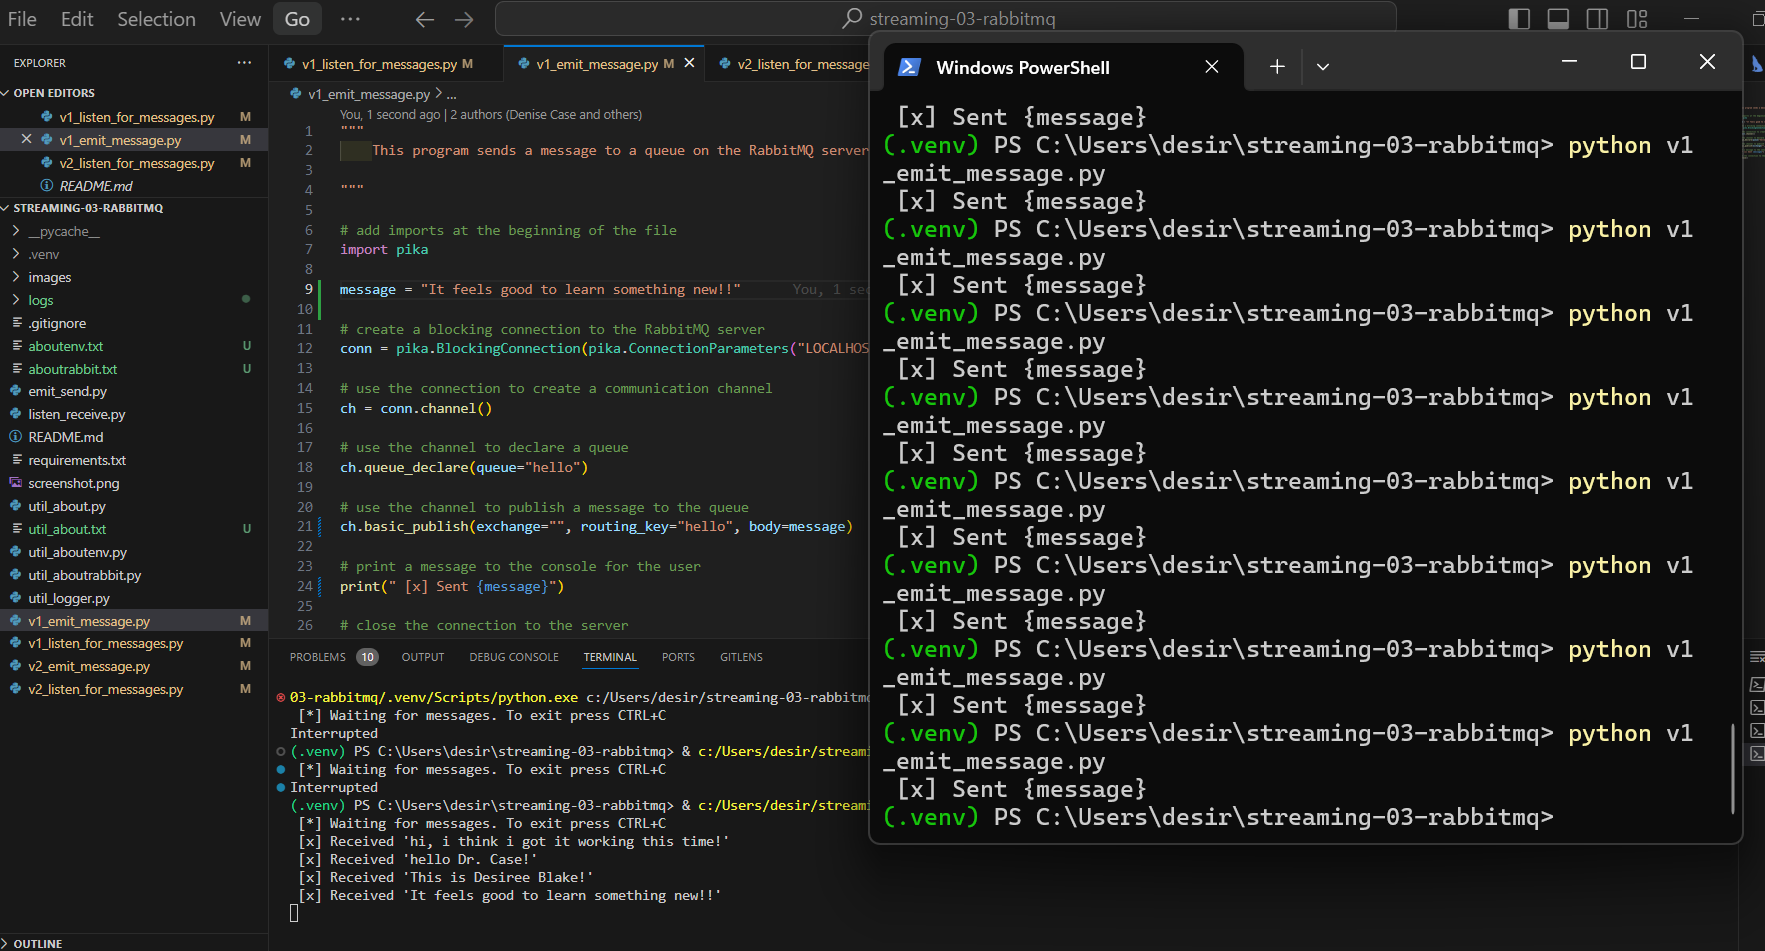 File Edit Selection View Go ··· ← → streaming-03-rabbitmq
EXPLORER ···
OPEN EDITORS
v1_listen_for_messages.py M
v1_emit_message.py M
v2_listen_for_messages.py M
README.md
STREAMING-03-RABBITMQ
__pycache__
.venv
images
logs
.gitignore
aboutenv.txt U
aboutrabbit.txt U
emit_send.py
listen_receive.py
README.md
requirements.txt
screenshot.png
util_about.py
util_about.txt U
util_aboutenv.py
util_aboutrabbit.py
util_logger.py
v1_emit_message.py M
v1_listen_for_messages.py M
v2_emit_message.py M
v2_listen_for_messages.py M
OUTLINE
v1_listen_for_messages.py M v1_emit_message.py M v2_listen_for_message
v1_emit_message.py > ...
You, 1 second ago | 2 authors (Denise Case and others)
1 """
2 This program sends a message to a queue on the RabbitMQ server
3
4 """
5
6 # add imports at the beginning of the file
7 import pika
8
9 message = "It feels good to learn something new!!" You, 1 sec
10
11 # create a blocking connection to the RabbitMQ server
12 conn = pika.BlockingConnection(pika.ConnectionParameters("LOCALHOS
13
14 # use the connection to create a communication channel
15 ch = conn.channel()
16
17 # use the channel to declare a queue
18 ch.queue_declare(queue="hello")
19
20 # use the channel to publish a message to the queue
21 ch.basic_publish(exchange="", routing_key="hello", body=message)
22
23 # print a message to the console for the user
24 print(" [x] Sent {message}")
25
26 # close the connection to the server
PROBLEMS 10 OUTPUT DEBUG CONSOLE TERMINAL PORTS GITLENS
03-rabbitmq/.venv/Scripts/python.exe c:/Users/desir/streaming-03-rabbitmq
[*] Waiting for messages. To exit press CTRL+C
Interrupted
(.venv) PS C:\Users\desir\streaming-03-rabbitmq> & c:/Users/desir/streami
[*] Waiting for messages. To exit press CTRL+C
Interrupted
(.venv) PS C:\Users\desir\streaming-03-rabbitmq> & c:/Users/desir/streami
[*] Waiting for messages. To exit press CTRL+C
[x] Received 'hi, i think i got it working this time!'
[x] Received 'hello Dr. Case!'
[x] Received 'This is Desiree Blake!'
[x] Received 'It feels good to learn something new!!'
Windows PowerShell
[x] Sent {message}
(.venv) PS C:\Users\desir\streaming-03-rabbitmq> python v1
_emit_message.py
[x] Sent {message}
(.venv) PS C:\Users\desir\streaming-03-rabbitmq> python v1
_emit_message.py
[x] Sent {message}
(.venv) PS C:\Users\desir\streaming-03-rabbitmq> python v1
_emit_message.py
[x] Sent {message}
(.venv) PS C:\Users\desir\streaming-03-rabbitmq> python v1
_emit_message.py
[x] Sent {message}
(.venv) PS C:\Users\desir\streaming-03-rabbitmq> python v1
_emit_message.py
[x] Sent {message}
(.venv) PS C:\Users\desir\streaming-03-rabbitmq> python v1
_emit_message.py
[x] Sent {message}
(.venv) PS C:\Users\desir\streaming-03-rabbitmq> python v1
_emit_message.py
[x] Sent {message}
(.venv) PS C:\Users\desir\streaming-03-rabbitmq> python v1
_emit_message.py
[x] Sent {message}
(.venv) PS C:\Users\desir\streaming-03-rabbitmq>